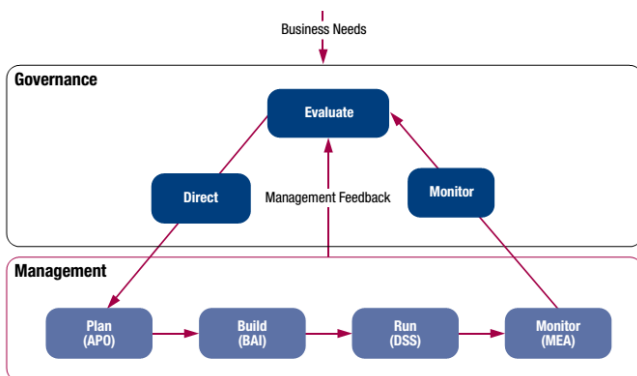 Business Needs
Governance
Evaluate
Direct
Management Feedback
Monitor
Management
Plan
(APO)
Build
(BAI)
Run
(DSS)
Monitor
(MEA)